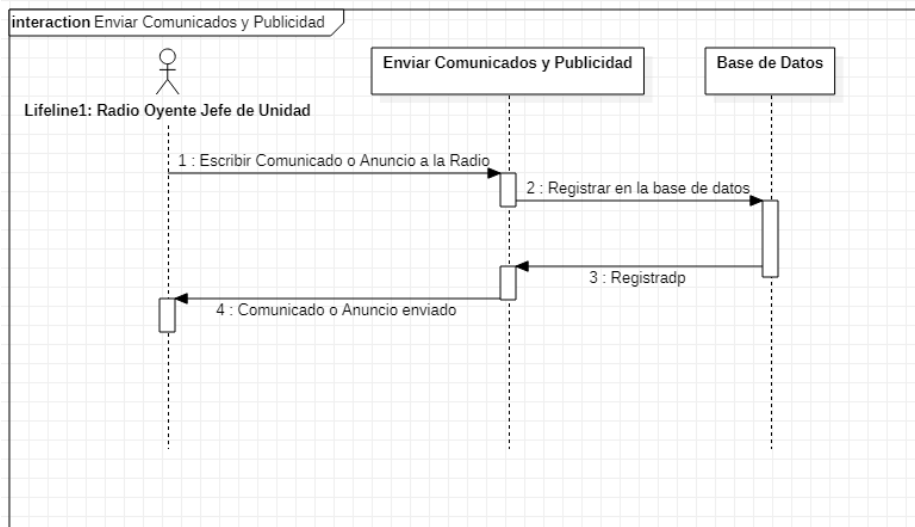 interaction Enviar Comunicados y Publicidad
Enviar Comunicados y Publicidad
Base de Datos
Lifeline1: Radio Oyente Jefe de Unidad
1 : Escribir Comunicado o Anuncio a la Radio
2 : Registrar en la base de datos
3 : Registradp
4 : Comunicado o Anuncio enviado